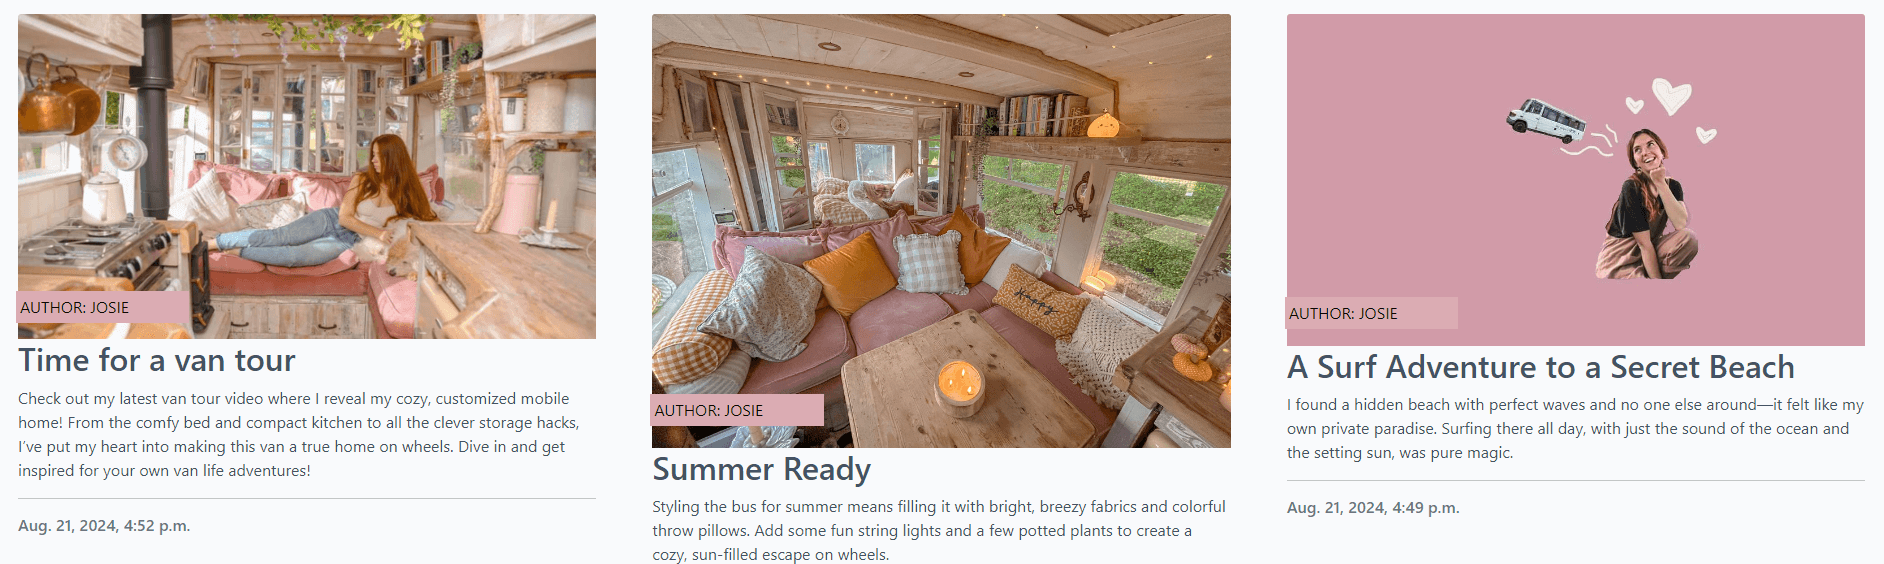 AUTHOR: JOSIE
Time for a van tour
Check out my latest van tour video where I reveal my cozy, customized mobile
home! From the comfy bed and compact kitchen to all the clever storage hacks,
I’ve put my heart into making this van a true home on wheels. Dive in and get
inspired for your own van life adventures!
Aug. 21, 2024, 4:52 p.m.
happy
AUTHOR: JOSIE
Summer Ready
Styling the bus for summer means filling it with bright, breezy fabrics and colorful
throw pillows. Add some fun string lights and a few potted plants to create a
cozy, sun-filled escape on wheels.
AUTHOR: JOSIE
A Surf Adventure to a Secret Beach
I found a hidden beach with perfect waves and no one else around—it felt like my
own private paradise. Surfing there all day, with just the sound of the ocean and
the setting sun, was pure magic.
Aug. 21, 2024, 4:49 p.m.